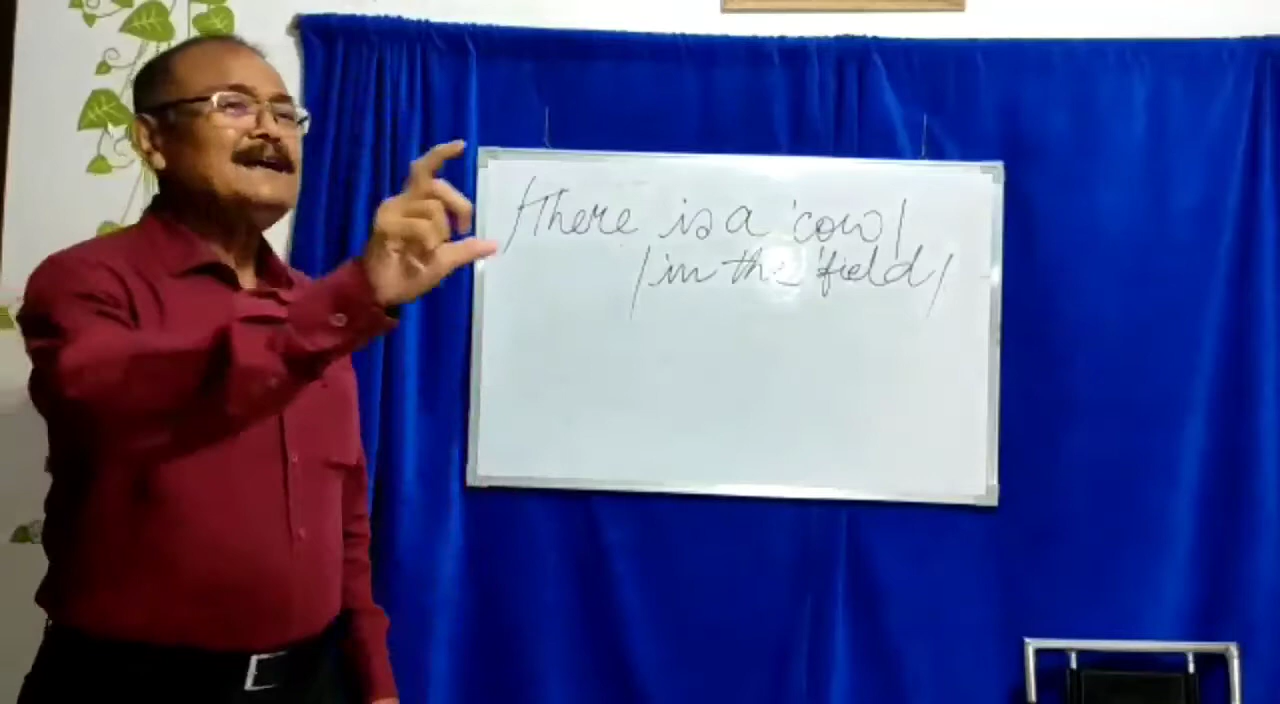 /There is a 'cow/
/in the 'field/